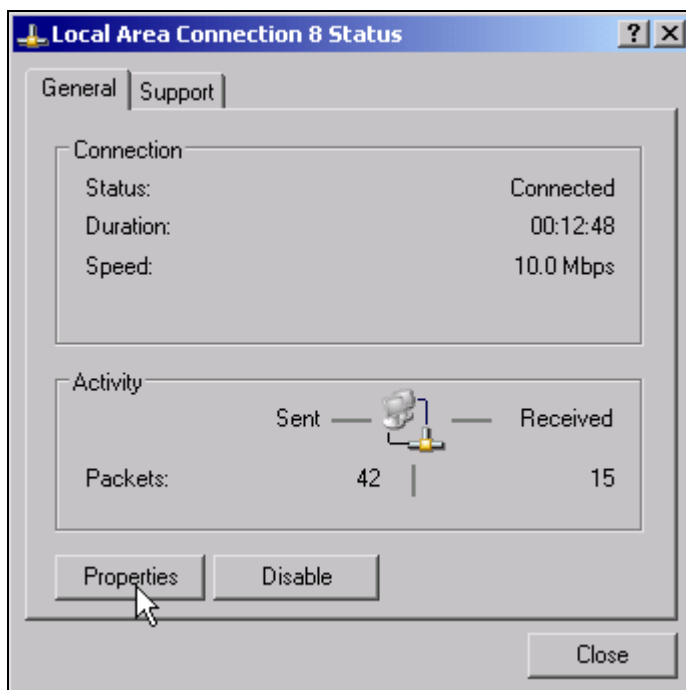 Local Area Connection 8 Status
General Support
Connection
Status: Connected
Duration: 00:12:48
Speed: 10.0 Mbps
Activity
Sent Received
Packets: 42 15
Properties Disable
Close